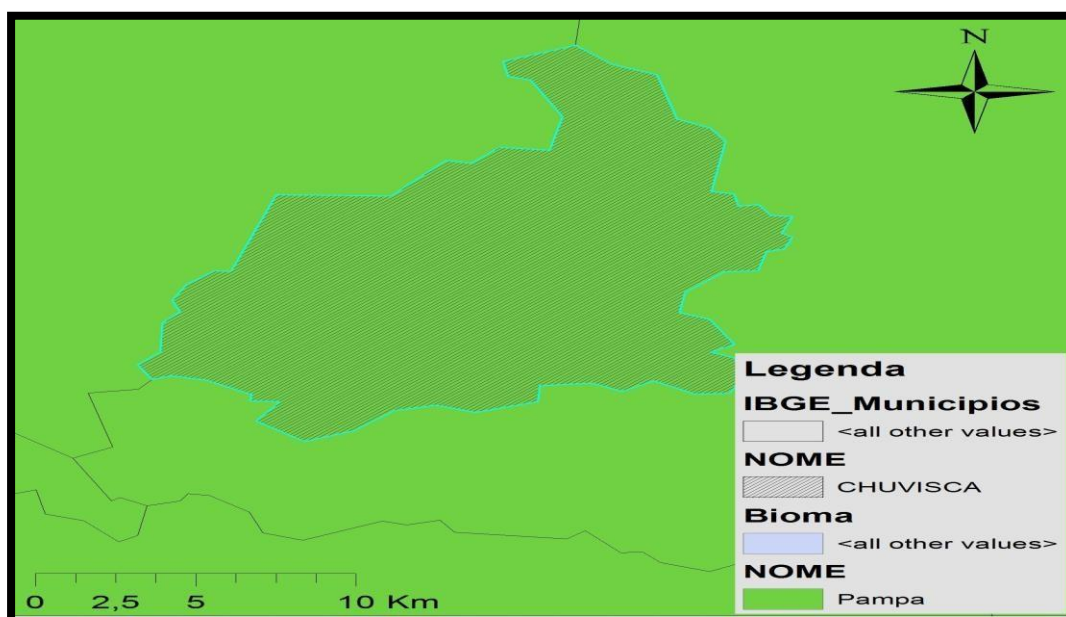 N
Legenda
IBGE_Municipios
<all other values>
NOME
CHUVISCA
Bioma
<all other values>
NOME
Pampa
0 2,5 5 10 Km